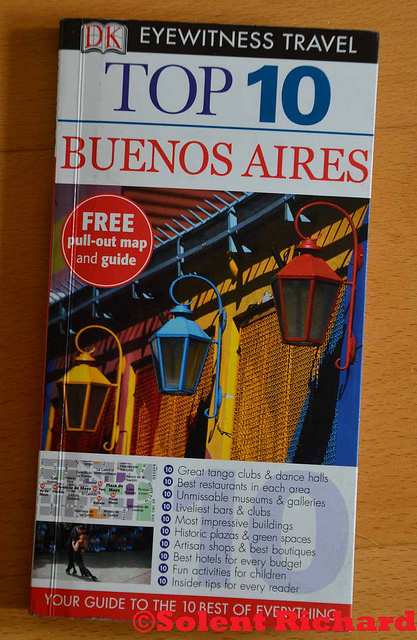 DK EYEWITNESS TRAVEL
TOP 10
BUENOS AIRES
FREE
pull-out map
and guide
10 Great tango clubs & dance halls
10 Best restaurants in each area
10 Unmissable museums & galleries
10 Liveliest bars & clubs
10 Most impressive buildings
10 Historic plazas & green spaces
10 Artisan shops & best boutiques
10 Best hotels for every budget
10 Fun activities for children
10 Insider tips for every reader
YOUR GUIDE TO THE 10 BEST OF EVERYTHING
©Solent Richard